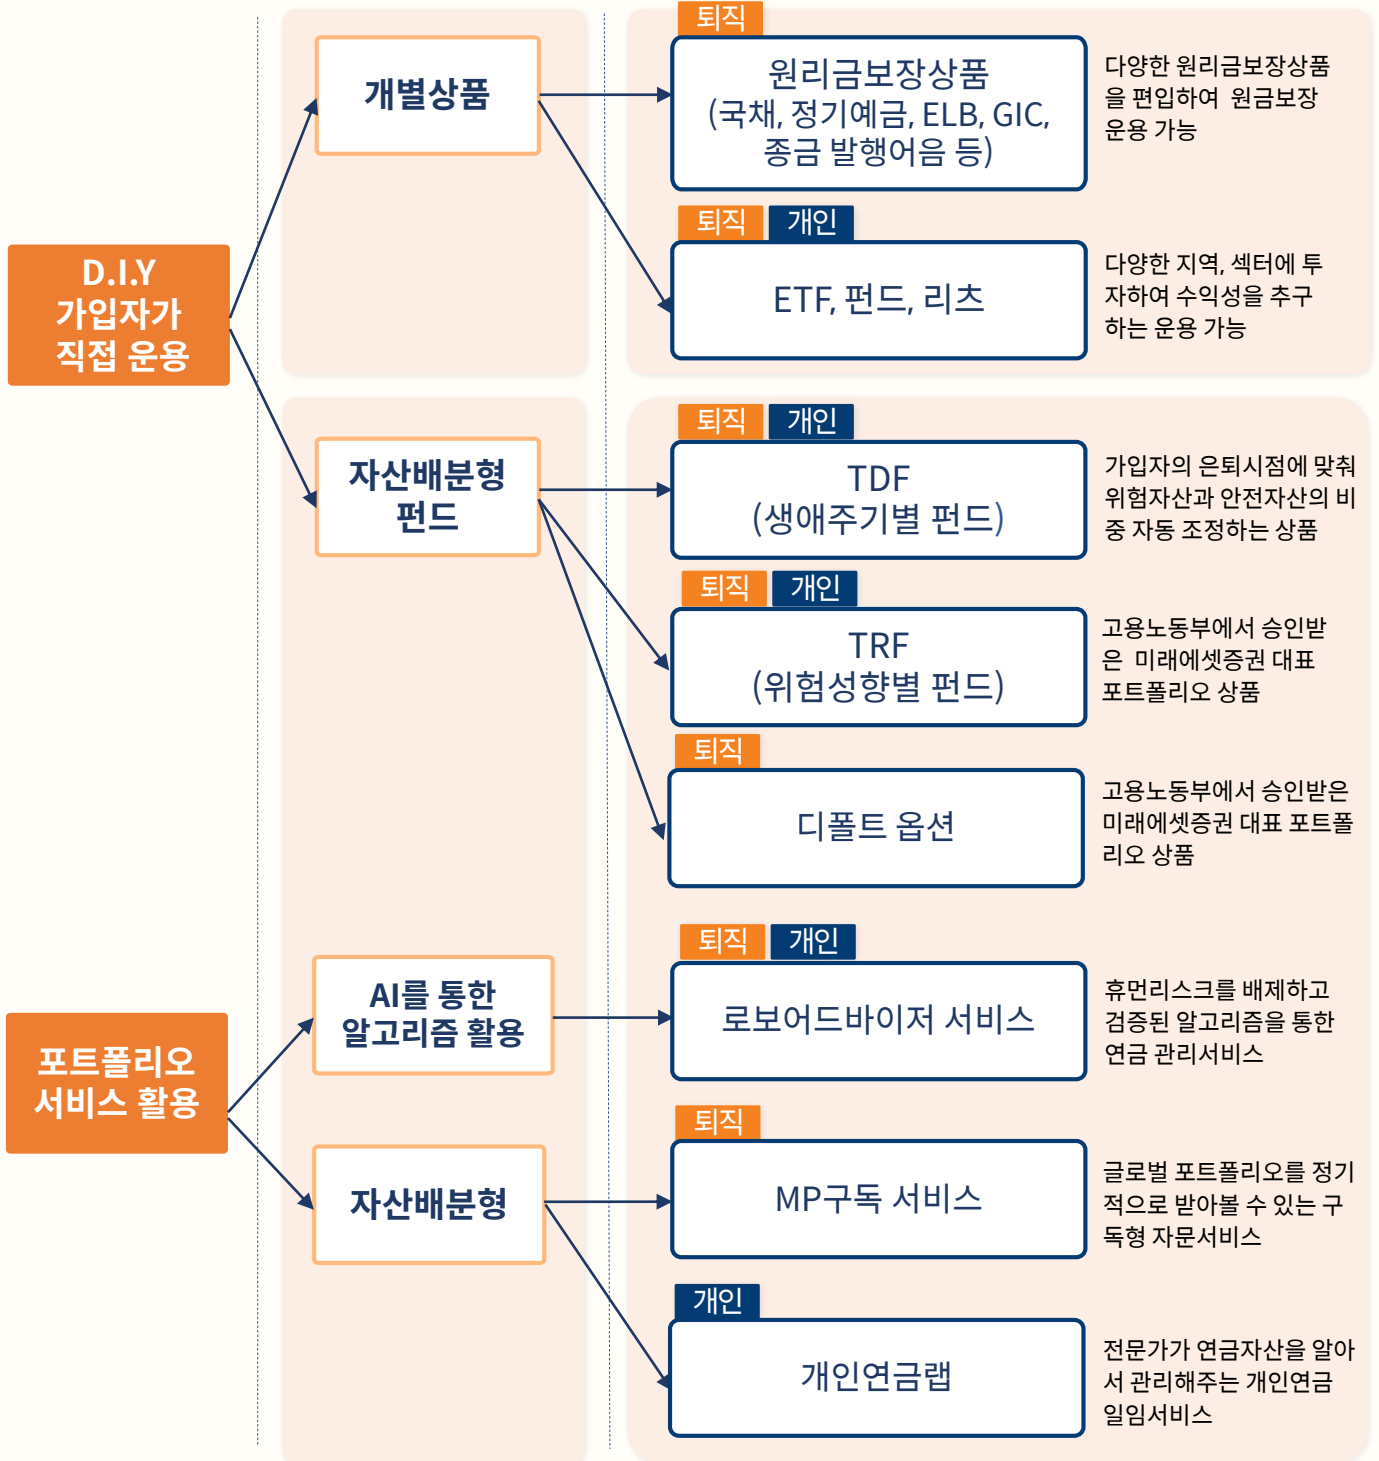 D.I.Y
가입자가
직접 운용
개별상품
퇴직
원리금보장상품
(국채, 정기예금, ELB, GIC,
종금 발행어음 등)
다양한 원리금보장상품
을 편입하여 원금보장
운용 가능
퇴직 개인
ETF, 펀드, 리츠
다양한 지역, 섹터에 투
자하여 수익성을 추구
하는 운용 가능
자산배분형
펀드
퇴직 개인
TDF
(생애주기별 펀드)
가입자의 은퇴시점에 맞춰
위험자산과 안전자산의 비
중 자동 조정하는 상품
퇴직 개인
TRF
(위험성향별 펀드)
고용노동부에서 승인받
은 미래에셋증권 대표
포트폴리오 상품
퇴직
디폴트 옵션
고용노동부에서 승인받은
미래에셋증권 대표 포트폴
리오 상품
포트폴리오
서비스 활용
AI를 통한
알고리즘 활용
퇴직 개인
로보어드바이저 서비스
휴먼리스크를 배제하고
검증된 알고리즘을 통한
연금 관리서비스
자산배분형
퇴직
MP구독 서비스
글로벌 포트폴리오를 정기
적으로 받아볼 수 있는 구
독형 자문서비스
개인
개인연금랩
전문가가 연금자산을 알아
서 관리해주는 개인연금
일임서비스